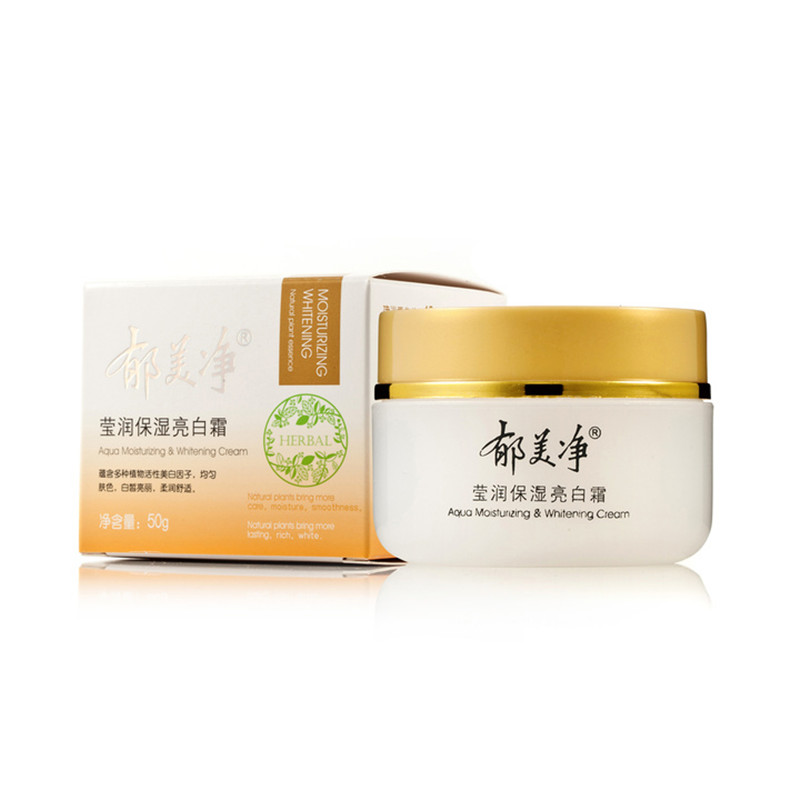 MOISTURIZING
WHITENING
Natural plant essence
郁美净®
莹润保湿亮白霜
Aqua Moisturizing & Whitening Cream
蕴含多种植物活性美白因子，均匀
肤色，白皙亮丽，柔润舒适。
净含量：50g
HERBAL
Natural plants bring more
care, moisture, smoothness,
Natural plants bring more
lasting, rich, white.
郁美净®
莹润保湿亮白霜
Aqua Moisturizing & Whitening Cream